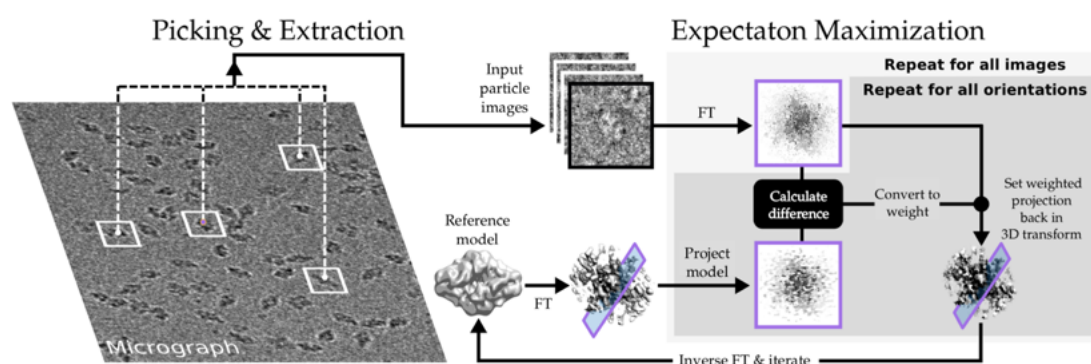 Picking & Extraction
Expectaton Maximization
Repeat for all images
Repeat for all orientations
Input
particle
images
FT
Calculate
difference
Convert to
weight
Set weighted
projection
back in
3D transform
Reference
model
FT
Project
model
Micrograph
Inverse FT & iterate